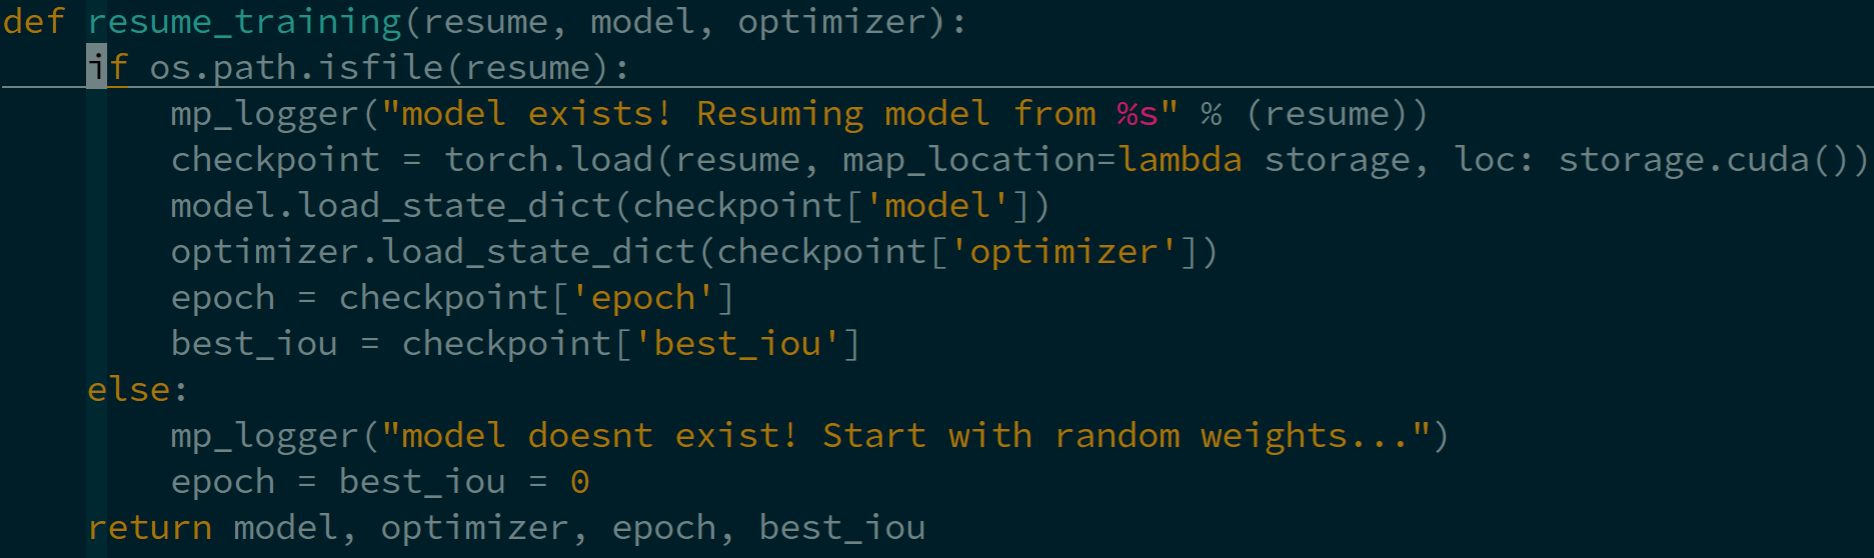 def resume_training(resume, model, optimizer):
    if os.path.isfile(resume):
        mp_logger("model exists! Resuming model from %s" % (resume))
        checkpoint = torch.load(resume, map_location=lambda storage, loc: storage.cuda())
        model.load_state_dict(checkpoint['model'])
        optimizer.load_state_dict(checkpoint['optimizer'])
        epoch = checkpoint['epoch']
        best_iou = checkpoint['best_iou']
    else:
        mp_logger("model doesnt exist! Start with random weights...")
        epoch = best_iou = 0
    return model, optimizer, epoch, best_iou